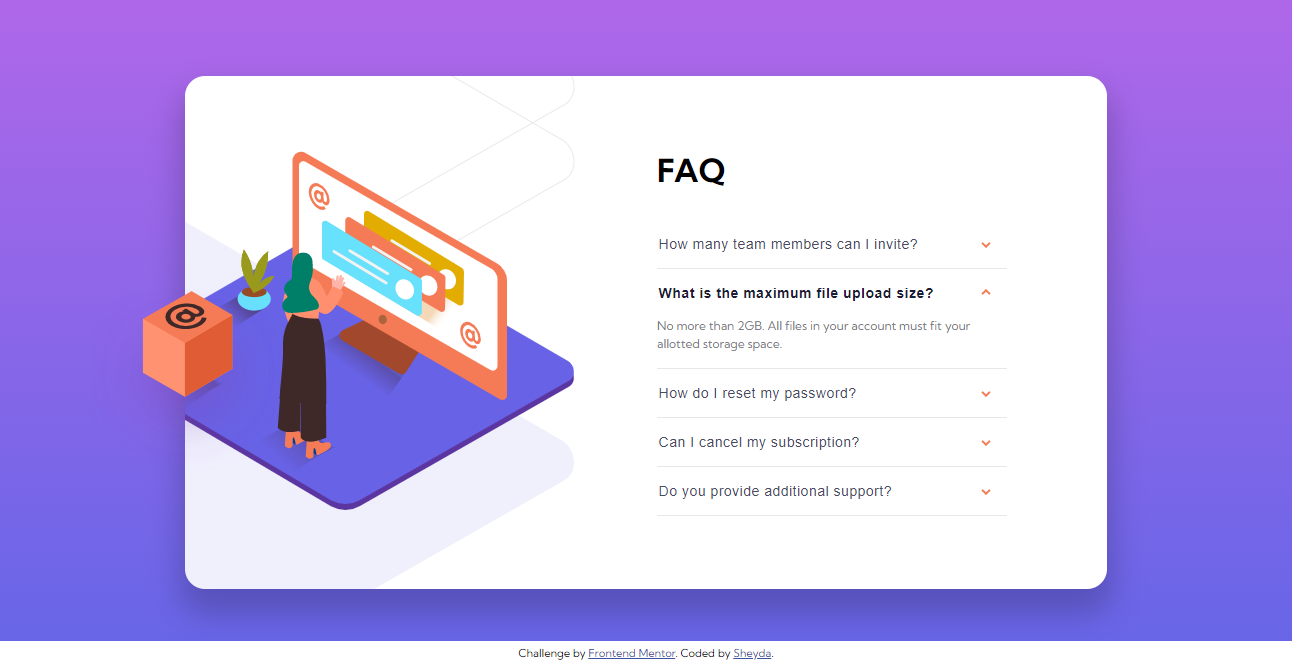 FAQ
How many team members can I invite?
What is the maximum file upload size?
No more than 2GB. All files in your account must fit your
allotted storage space.
How do I reset my password?
Can I cancel my subscription?
Do you provide additional support?
Challenge by Frontend Mentor. Coded by Sheyda.
@
@
@